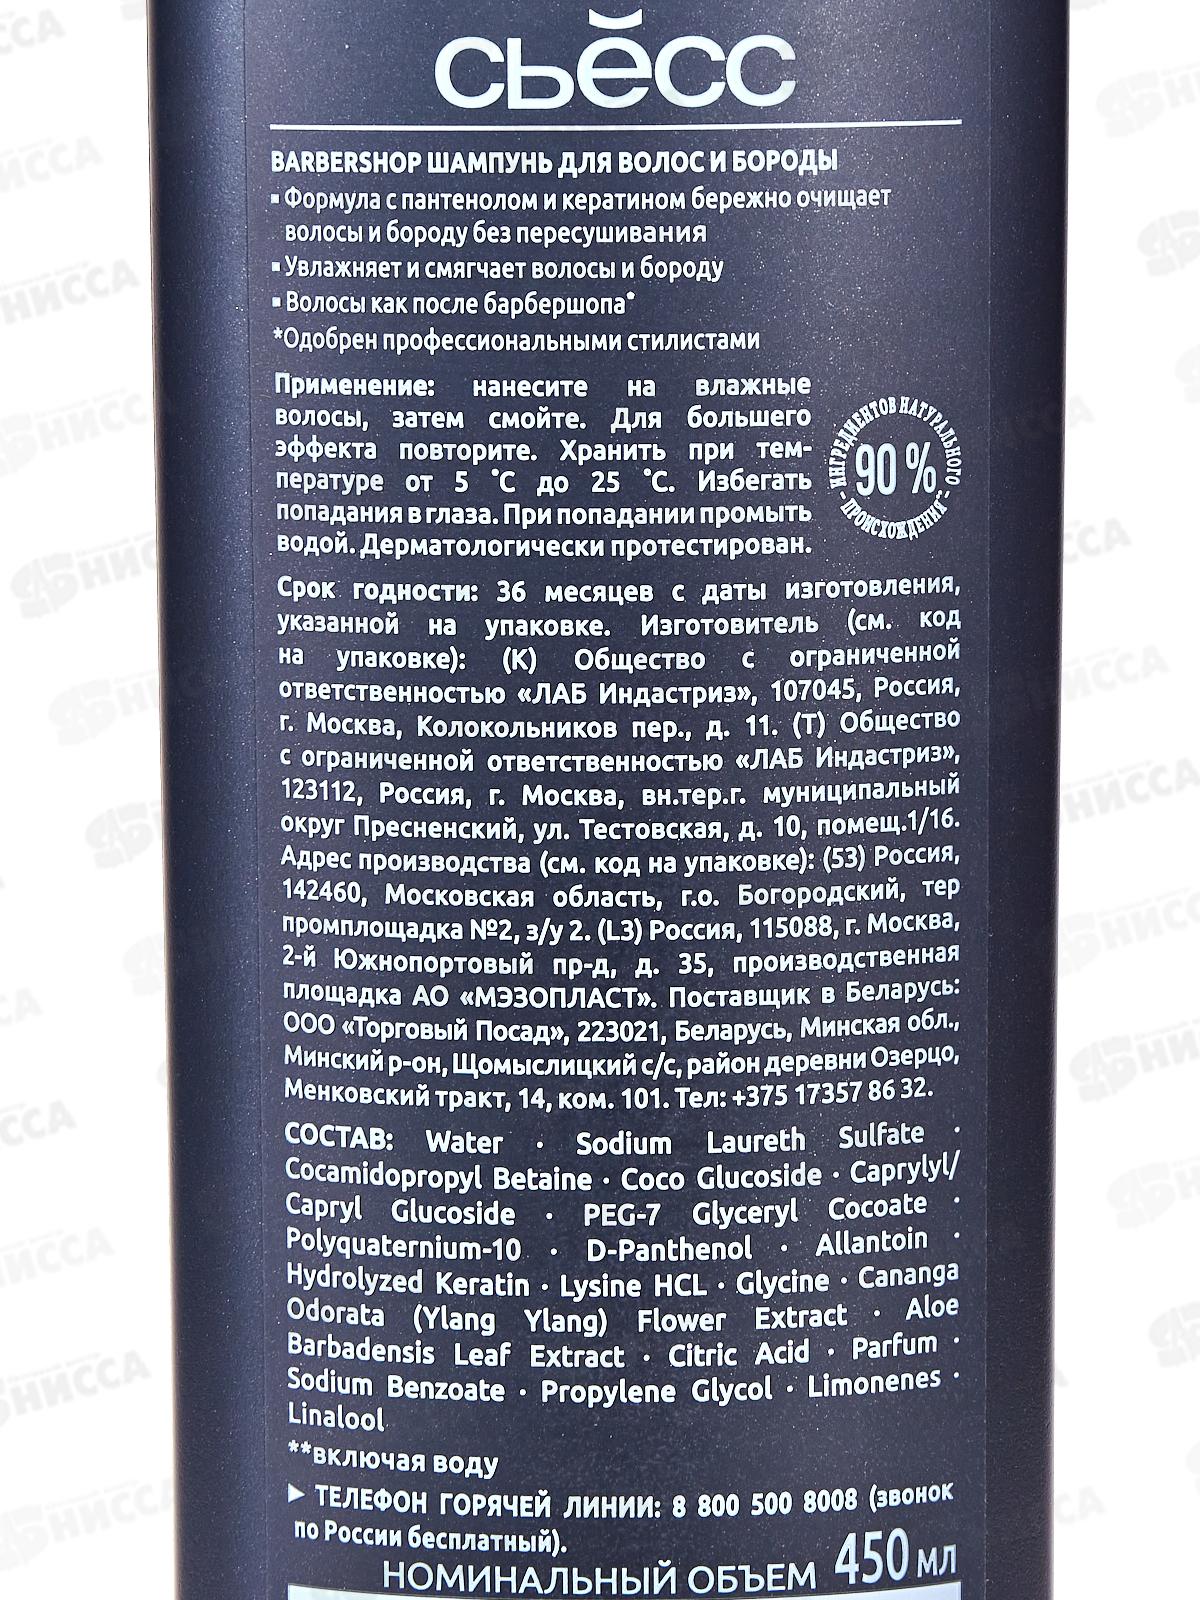 сьёсс
BARBERSHOP ШАМПУНЬ ДЛЯ ВОЛОС И БОРОДЫ
▪ Формула с пантенолом и кератином бережно очищает
волосы и бороду без пересушивания
▪ Увлажняет и смягчает волосы и бороду
▪ Волосы как после барбершопа*
*Одобрен профессиональными стилистами
Применение: нанесите на влажные
волосы, затем смойте. Для большего
эффекта повторите. Хранить при тем-
пературе от 5 °С до 25 °С. Избегать
попадания в глаза. При попадании промыть
водой. Дерматологически протестирован.
ИНГРЕДИЕНТОВ НАТУРАЛЬНОГО
90 %
- ПРОИСХОЖДЕНИЯ** -
Срок годности: 36 месяцев с даты изготовления,
указанной на упаковке. Изготовитель (см. код
на упаковке): (К) Общество с ограниченной
ответственностью «ЛАБ Индастриз», 107045, Россия,
г. Москва, Колокольников пер., д. 11. (Т) Общество
с ограниченной ответственностью «ЛАБ Индастриз»,
123112, Россия, г. Москва, вн.тер.г. муниципальный
округ Пресненский, ул. Тестовская, д. 10, помещ.1/16.
Адрес производства (см. код на упаковке): (53) Россия,
142460, Московская область, г.о. Богородский, тер
промплощадка №2, з/у 2. (L3) Россия, 115088, г. Москва,
2-й Южнопортовый пр-д, д. 35, производственная
площадка АО «МЭЗОПЛАСТ». Поставщик в Беларусь:
ООО «Торговый Посад», 223021, Беларусь, Минская обл.,
Минский р-он, Щомыслицкий с/с, район деревни Озерцо,
Менковский тракт, 14, ком. 101. Тел: +375 17357 86 32.
СОСТАВ: Water · Sodium Laureth Sulfate ·
Cocamidopropyl Betaine · Coco Glucoside · Caprylyl/
Capryl Glucoside · PEG-7 Glyceryl Cocoate ·
Polyquaternium-10 · D-Panthenol · Allantoin ·
Hydrolyzed Keratin · Lysine HCL · Glycine · Cananga
Odorata (Ylang Ylang) Flower Extract · Aloe
Barbadensis Leaf Extract · Citric Acid · Parfum ·
Sodium Benzoate · Propylene Glycol · Limonenes ·
Linalool
**включая воду
► ТЕЛЕФОН ГОРЯЧЕЙ ЛИНИИ: 8 800 500 8008 (звонок
по России бесплатный).
НОМИНАЛЬНЫЙ ОБЪЕМ 450 МЛ